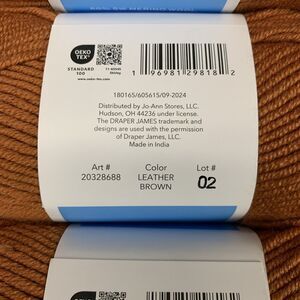 OEKO
TEX®
STANDARD
100
www.oeko-tex.com
1 96981 29818 2
180165/605615/09-2024
Distributed by Jo-Ann Stores, LLC.
Hudson, OH 44236 under license.
The DRAPER JAMES trademark and
designs are used with the permission
of Draper James, LLC.
Made in India
Art # Color Lot #
20328688 LEATHER 02
BROWN
OEKO